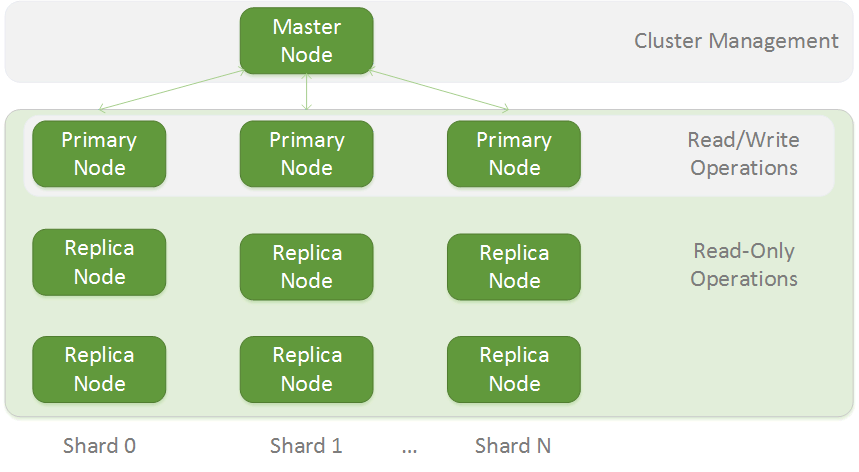 Master
Node
Cluster Management
Primary
Node
Primary
Node
Primary
Node
Read/Write
Operations
Replica
Node
Replica
Node
Replica
Node
Read-Only
Operations
Replica
Node
Replica
Node
Replica
Node
Shard 0
Shard 1
...
Shard N